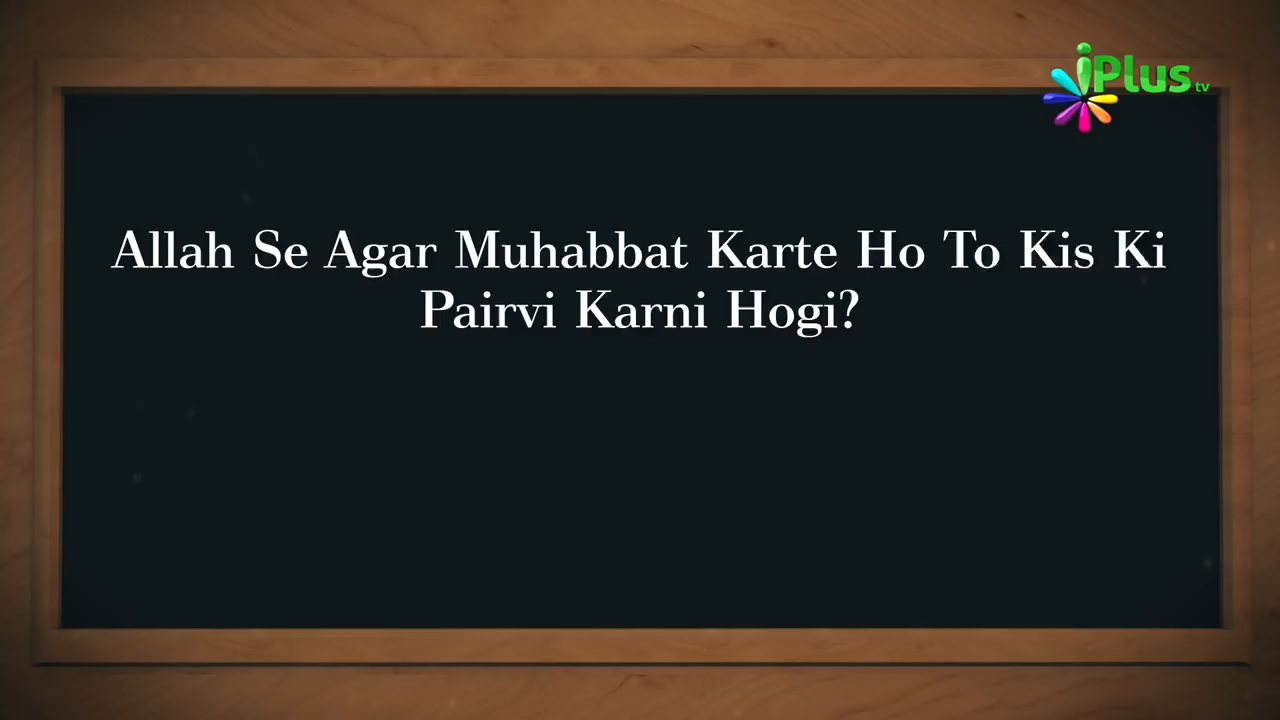 iPlus tv
Allah Se Agar Muhabbat Karte Ho To Kis Ki
Pairvi Karni Hogi?